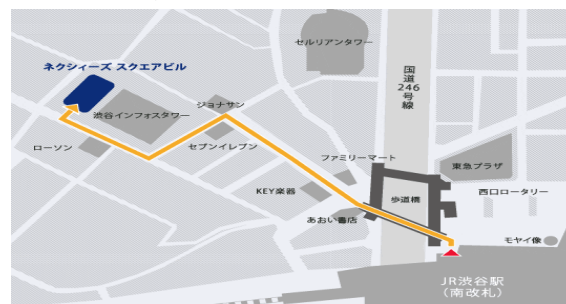 セルリアンタワー
国道246号線
ネクシィーズ スクエアビル
渋谷インフォスタワー
ジョナサン
ローソン
セブンイレブン
ファミリーマート
東急プラザ
KEY楽器
歩道橋
西口ロータリー
あおい書店
モヤイ像
JR渋谷駅
(南改札)